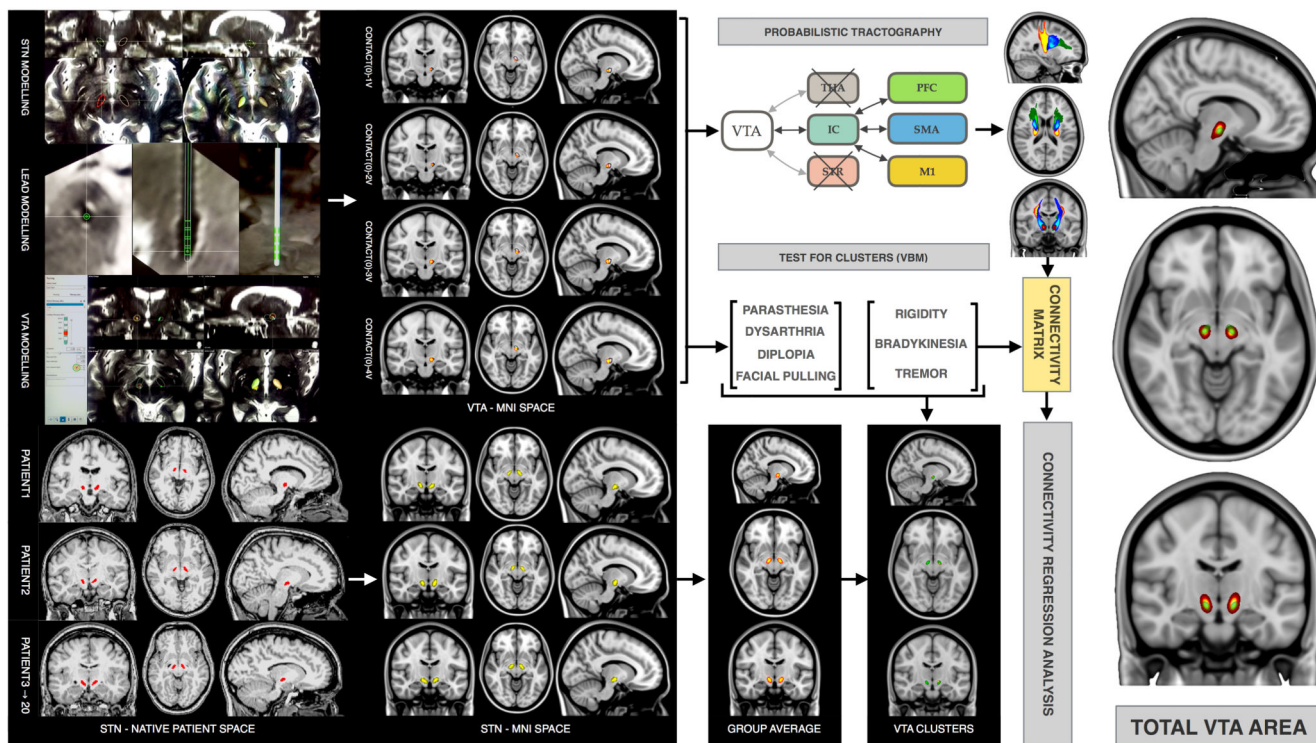 STN MODELLING
LEAD MODELLING
VTA MODELLING
CONTACT(0)-1V
CONTACT(0)-2V
CONTACT(0)-3V
CONTACT(0)-4V
VTA - MNI SPACE
PATIENT1
PATIENT2
PATIENT3 → 20
STN - NATIVE PATIENT SPACE
STN - MNI SPACE
PROBABILISTIC TRACTOGRAPHY
VTA
THA
IC
STR
PFC
SMA
M1
TEST FOR CLUSTERS (VBM)
PARASTHESIA
DYSARTHRIA
DIPLOPIA
FACIAL PULLING
RIGIDITY
BRADYKINESIA
TREMOR
CONNECTIVITY
MATRIX
CONNECTIVITY REGRESSION ANALYSIS
GROUP AVERAGE
VTA CLUSTERS
TOTAL VTA AREA